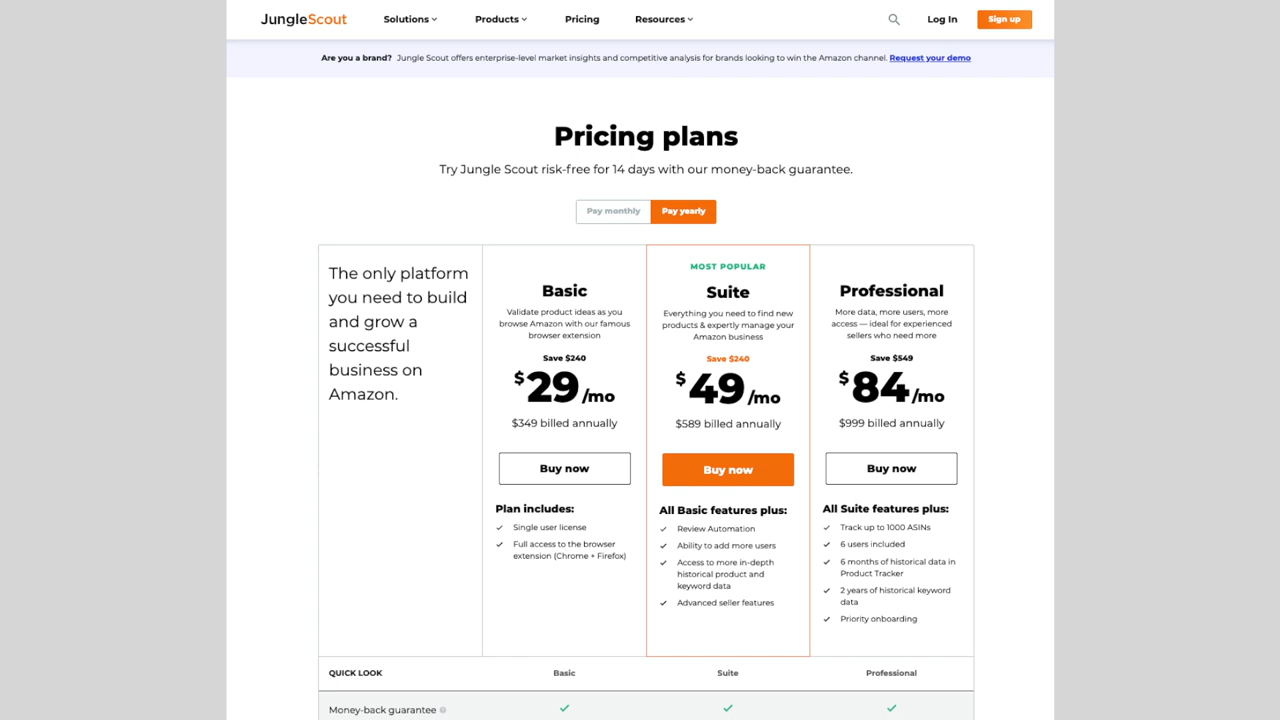 JungleScout
Solutions
Products
Pricing
Resources
Log In
Sign up
Are you a brand? Jungle Scout offers enterprise-level market insights and competitive analysis for brands looking to win the Amazon channel. Request your demo
Pricing plans
Try Jungle Scout risk-free for 14 days with our money-back guarantee.
Pay monthly
Pay yearly
The only platform
you need to build
and grow a
successful
business on
Amazon.
Basic
Validate product ideas as you
browse Amazon with our famous
browser extension
Save $240
$29/mo
$349 billed annually
Buy now
Plan includes:
Single user license
Full access to the browser
extension (Chrome + Firefox)
MOST POPULAR
Suite
Everything you need to find new
products & expertly manage your
Amazon business
Save $240
$49/mo
$589 billed annually
Buy now
All Basic features plus:
Review Automation
Ability to add more users
Access to more in-depth
historical product and
keyword data
Advanced seller features
Professional
More data, more users, more
access — ideal for experienced
sellers who need more
Save $549
$84/mo
$999 billed annually
Buy now
All Suite features plus:
Track up to 1000 ASINs
6 users included
6 months of historical data in
Product Tracker
2 years of historical keyword
data
Priority onboarding
QUICK LOOK
Basic
Suite
Professional
Money-back guarantee